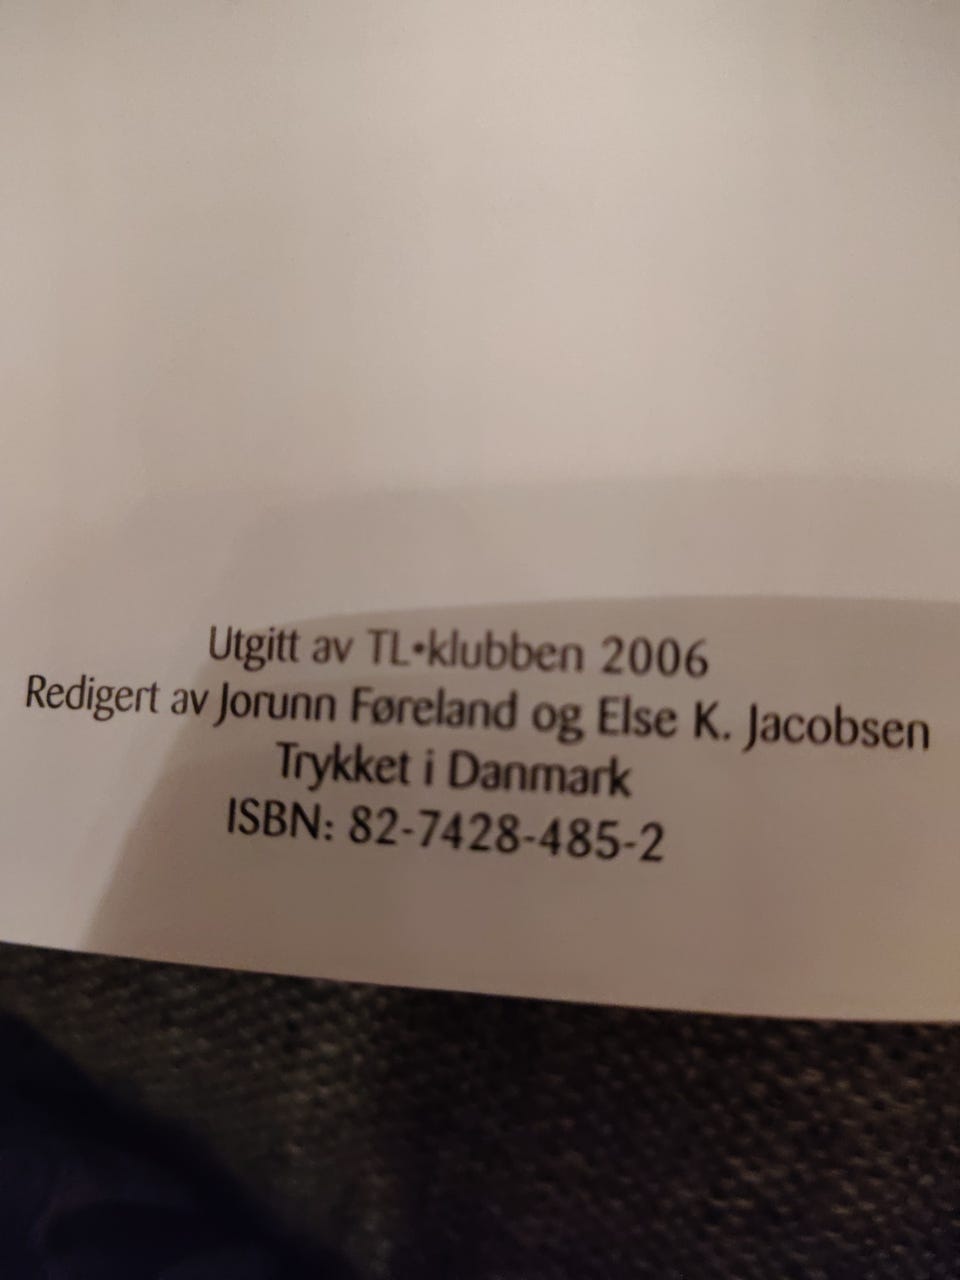 Utgitt av TL•klubben 2006
Redigert av Jorunn Føreland og Else K. Jacobsen
Trykket i Danmark
ISBN: 82-7428-485-2